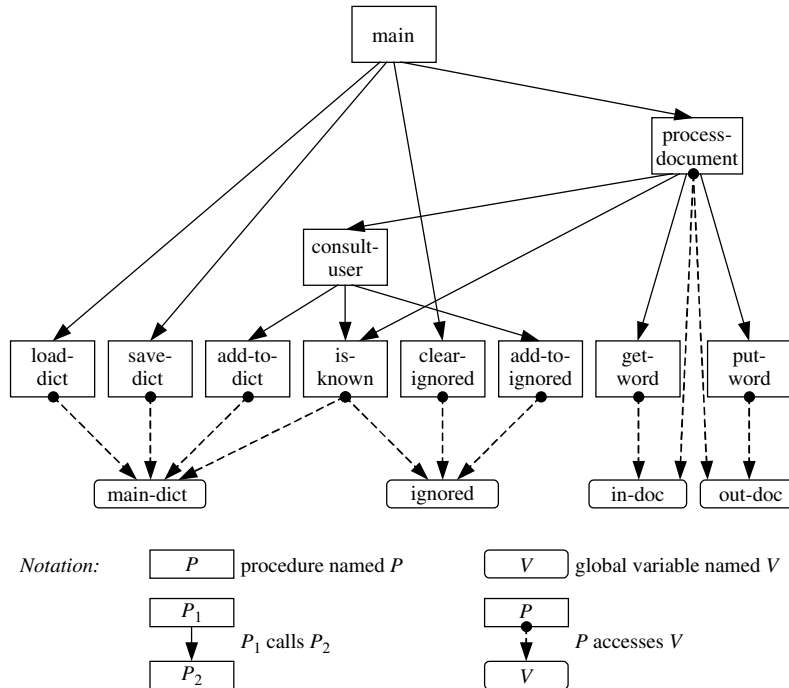 main
process-
document
consult-
user
load-
dict
save-
dict
add-to-
dict
is-
known
clear-
ignored
add-to-
ignored
get-
word
put-
word
main-dict
ignored
in-doc
out-doc
Notation:
P
procedure named P
V
global variable named V
P1
P1 calls P2
P2
P
P accesses V
V